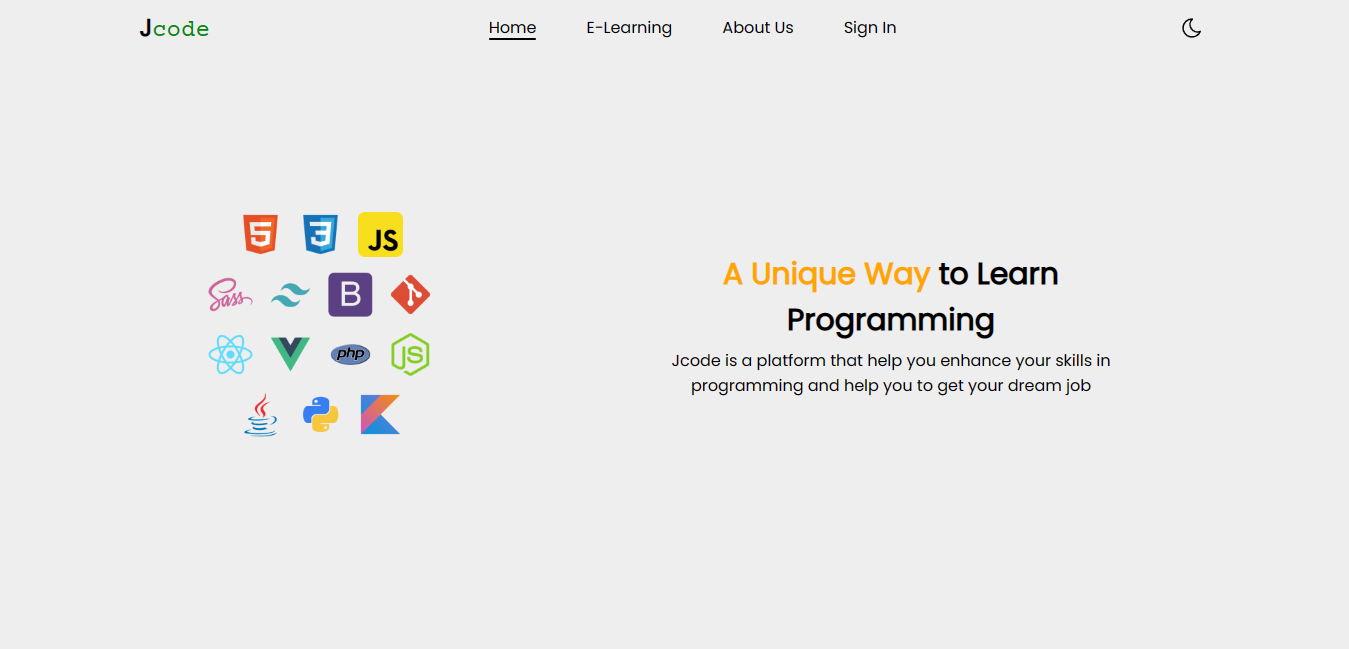 Jcode
Home
E-Learning
About Us
Sign In
5
3
JS
Sass
B
php
JS
A Unique Way to Learn
Programming
Jcode is a platform that help you enhance your skills in
programming and help you to get your dream job